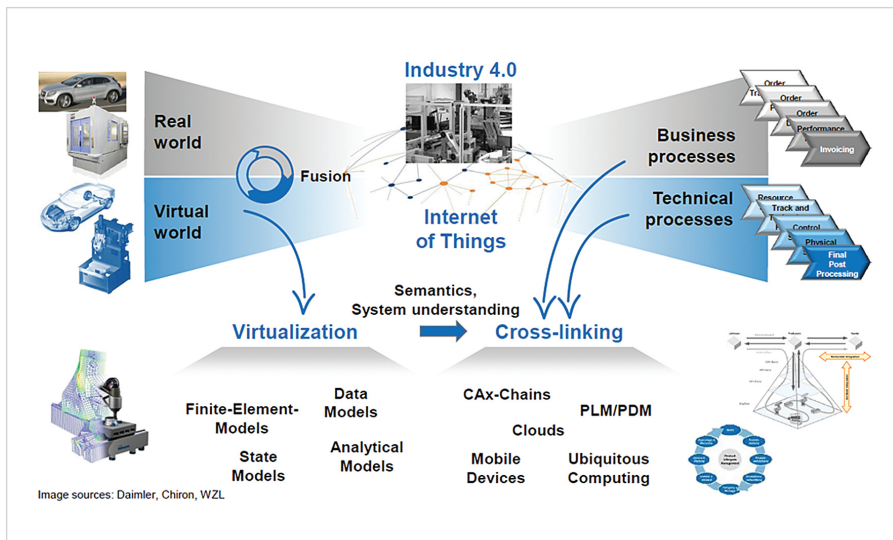 Industry 4.0
Real
world
Fusion
Virtual
world
Internet
of Things
Business
processes
Technical
processes
Order
Order
Order
Performance
Invoicing
Resource
Track and
Control
Physical
Final
Post
Processing
Semantics,
System understanding
Virtualization
Cross-linking
Finite-Element-
Models
Data
Models
State
Models
Analytical
Models
CAx-Chains
PLM/PDM
Clouds
Mobile
Devices
Ubiquitous
Computing
Image sources: Daimler, Chiron, WZL